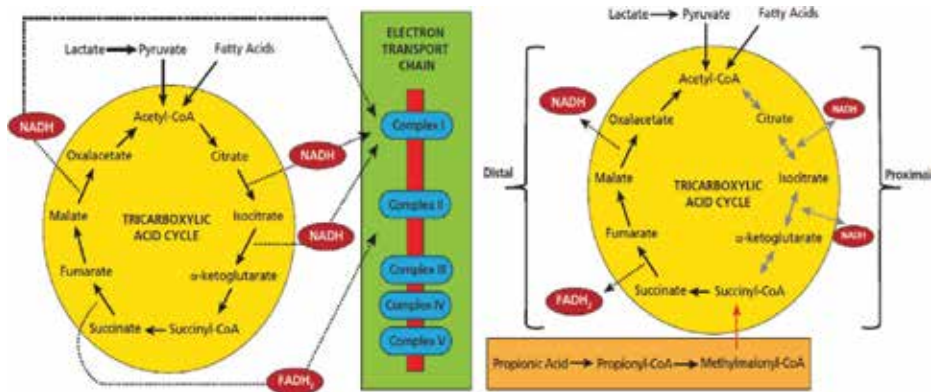 Lactate Pyruvate Fatty Acids
NADH
Acetyl-CoA
Oxalacetate
Citrate
NADH
Malate
TRICARBOXYLIC
ACID CYCLE
Isocitrate
NADH
Fumarate
α-ketoglutarate
Succinate
Succinyl-CoA
FADH2
ELECTRON
TRANSPORT
CHAIN
Complex I
Complex II
Complex III
Complex IV
Complex V
Lactate Pyruvate Fatty Acids
Acetyl-CoA
NADH
NADH
Oxalacetate
Citrate
Distal
Malate
TRICARBOXYLIC
ACID CYCLE
Isocitrate
Proximal
Fumarate
α-ketoglutarate
NADH
FADH2
Succinate
Succinyl-CoA
Propionic Acid Propionyl-CoA Methylmalonyl-CoA